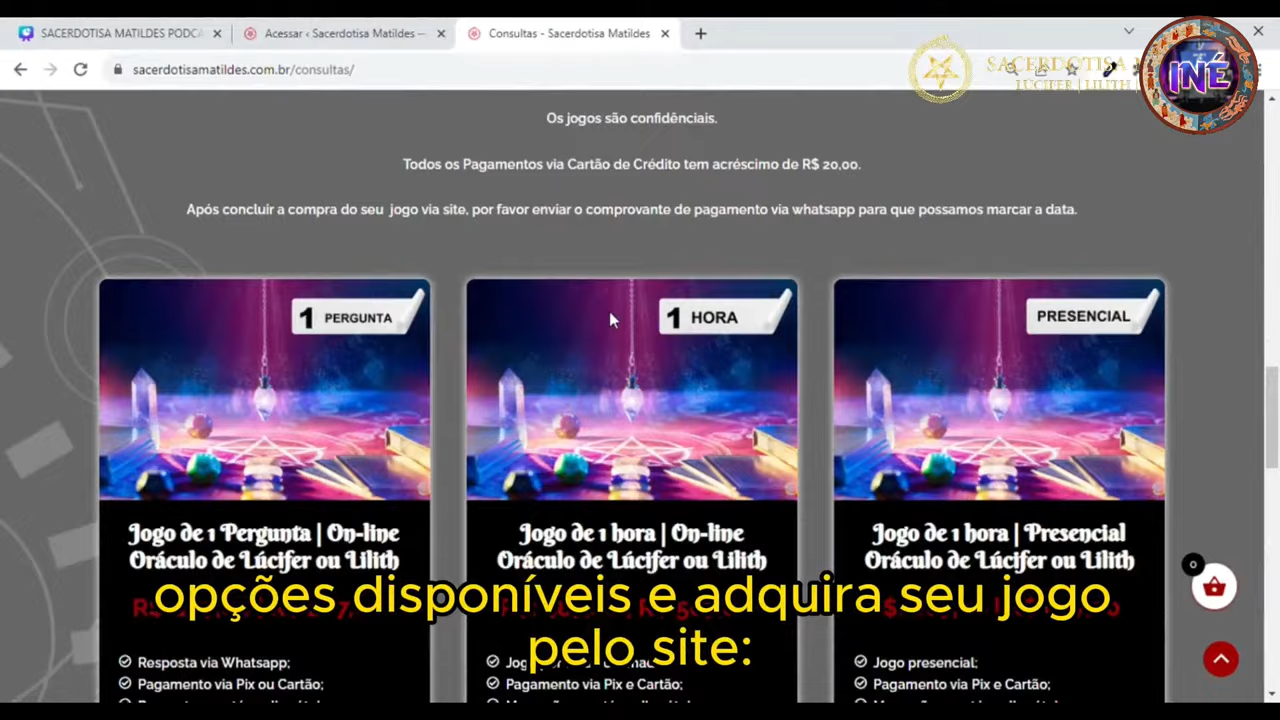 SACERDOTISA MATILDES PODCA
Acessar ‹ Sacerdotisa Matildes —
Consultas - Sacerdotisa Matildes
sacerdotisamatildes.com.br/consultas/
SACERDOTISA
LÚCIFER | LILITH |
INÉ
Os jogos são confidênciais.
Todos os Pagamentos via Cartão de Crédito tem acréscimo de R$ 20,00.
Após concluir a compra do seu jogo via site, por favor enviar o comprovante de pagamento via whatsapp para que possamos marcar a data.
1 PERGUNTA
1 HORA
PRESENCIAL
Jogo de 1 Pergunta | On-line
Oráculo de Lúcifer ou Lilith
Jogo de 1 hora | On-line
Oráculo de Lúcifer ou Lilith
Jogo de 1 hora | Presencial
Oráculo de Lúcifer ou Lilith
0
opções disponíveis e adquira seu jogo
pelo site:
Resposta via Whatsapp;
Pagamento via Pix ou Cartão;
Pagamento via Pix e Cartão;
Jogo presencial;
Pagamento via Pix e Cartão;